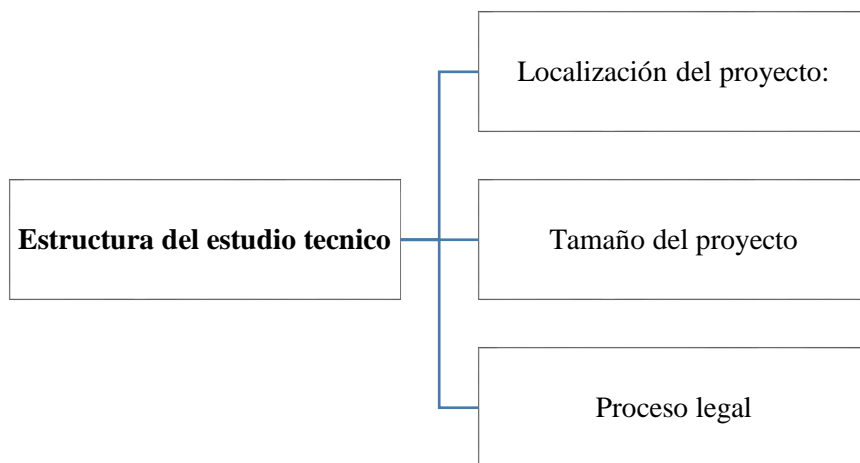 Estructura del estudio tecnico
Localización del proyecto:
Tamaño del proyecto
Proceso legal